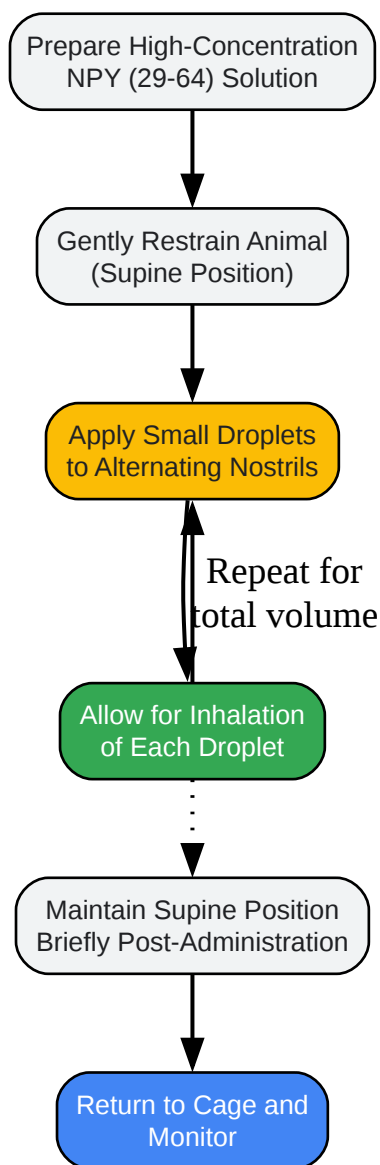 Prepare High-Concentration
NPY (29-64) Solution
Gently Restrain Animal
(Supine Position)
Apply Small Droplets
to Alternating Nostrils
Repeat for
total volume
Allow for Inhalation
of Each Droplet
Maintain Supine Position
Briefly Post-Administration
Return to Cage and
Monitor